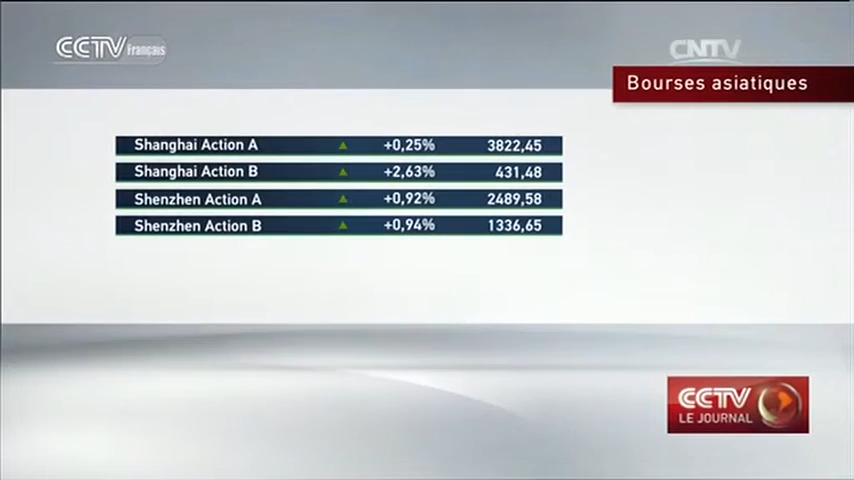 CCTV Français
CNTV
Bourses asiatiques
Shanghai Action A +0,25% 3822,45
Shanghai Action B +2,63% 431,48
Shenzhen Action A +0,92% 2489,58
Shenzhen Action B +0,94% 1336,65
CCTV
LE JOURNAL